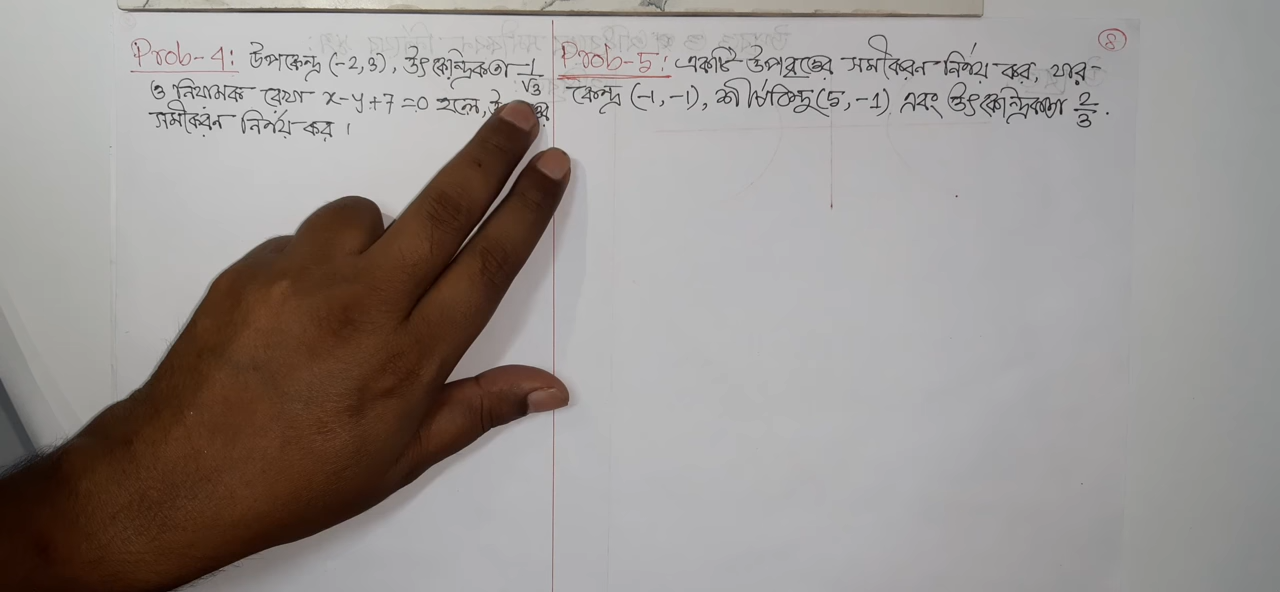 Prob-4: উপকেন্দ্র (-2, 3), উৎকেন্দ্রিকতা 1/√3
ও নিয়ামক রেখা x-y+7=0 হলে,
সমীকরণ নির্ণয় কর।
Prob-5: একটি উপবৃত্তের সমীকরণ নির্ণয় কর, যার
কেন্দ্র (-1, -1), শীর্ষবিন্দু (5, -1) এবং উৎকেন্দ্রিকতা 2/3.
8